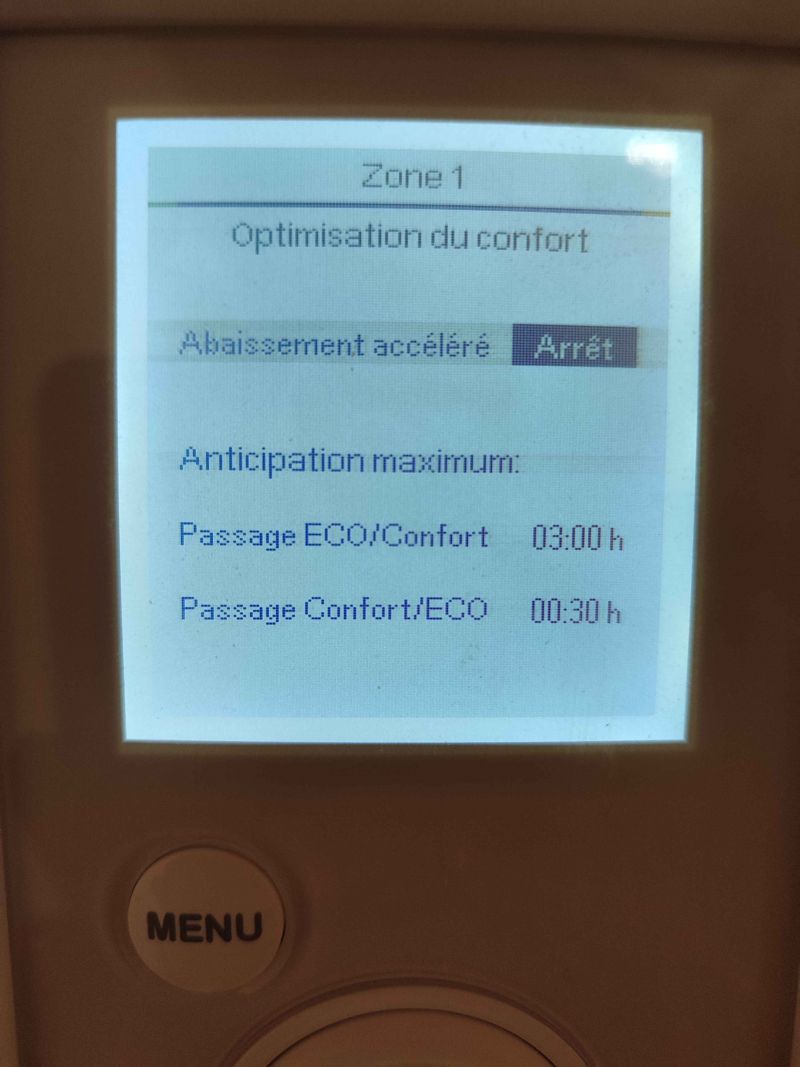 Zone 1
Optimisation du confort
Abaissement accéléré Arrêt
Anticipation maximum:
Passage ECO/Confort 03:00 h
Passage Confort/ECO 00:30 h
MENU